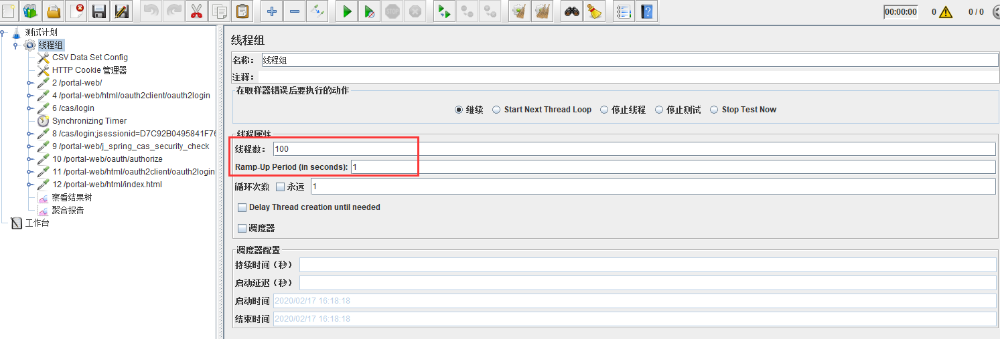 00:00:00 0 0 / 0
测试计划
线程组
CSV Data Set Config
HTTP Cookie 管理器
2 /portal-web/
4 /portal-web/html/oauth2client/oauth2login
6 /cas/login
Synchronizing Timer
8 /cas/login;jsessionid=D7C92B0495841F76
9 /portal-web/j_spring_cas_security_check
10 /portal-web/oauth/authorize
11 /portal-web/html/oauth2client/oauth2login
12 /portal-web/html/index.html
察看结果树
聚合报告
工作台
线程组
名称： 线程组
注释：
在取样器错误后要执行的动作
继续 Start Next Thread Loop 停止线程 停止测试 Stop Test Now
线程属性
线程数： 100
Ramp-Up Period (in seconds): 1
循环次数 永远 1
Delay Thread creation until needed
调度器
调度器配置
持续时间（秒）
启动延迟（秒）
启动时间 2020/02/17 16:18:18
结束时间 2020/02/17 16:18:18